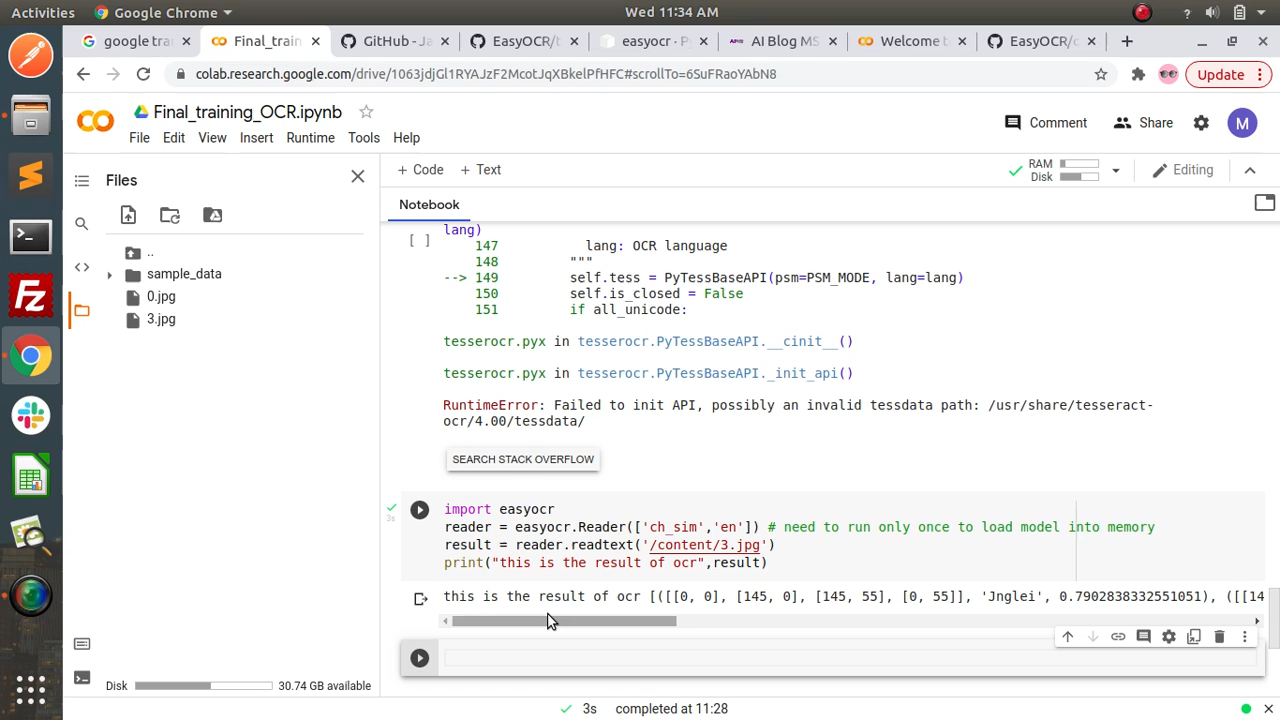 Activities
Google Chrome
Wed 11:34 AM
google tra
Final_train
GitHub - Ja
EasyOCR/t
easyocr · Py
AI Blog MS
Welcome t
EasyOCR/c
colab.research.google.com/drive/1063jdjGl1RYAJzF2McotJqXBkelPfHFC#scrollTo=6SuFRaoYAbN8
Update
Final_training_OCR.ipynb
File Edit View Insert Runtime Tools Help
Comment
Share
M
Files
+ Code + Text
RAM
Disk
Editing
Notebook
..
sample_data
0.jpg
3.jpg
lang)
[ ]
147 lang: OCR language
148 """
--> 149 self.tess = PyTessBaseAPI(psm=PSM_MODE, lang=lang)
150 self.is_closed = False
151 if all_unicode:
tesserocr.pyx in tesserocr.PyTessBaseAPI.__cinit__()
tesserocr.pyx in tesserocr.PyTessBaseAPI._init_api()
RuntimeError: Failed to init API, possibly an invalid tessdata path: /usr/share/tesseract-
ocr/4.00/tessdata/
SEARCH STACK OVERFLOW
3s
import easyocr
reader = easyocr.Reader(['ch_sim','en']) # need to run only once to load model into memory
result = reader.readtext('/content/3.jpg')
print("this is the result of ocr",result)
this is the result of ocr [([[0, 0], [145, 0], [145, 55], [0, 55]], 'Jnglei', 0.7902838332551051), ([[14
Disk
30.74 GB available
3s completed at 11:28